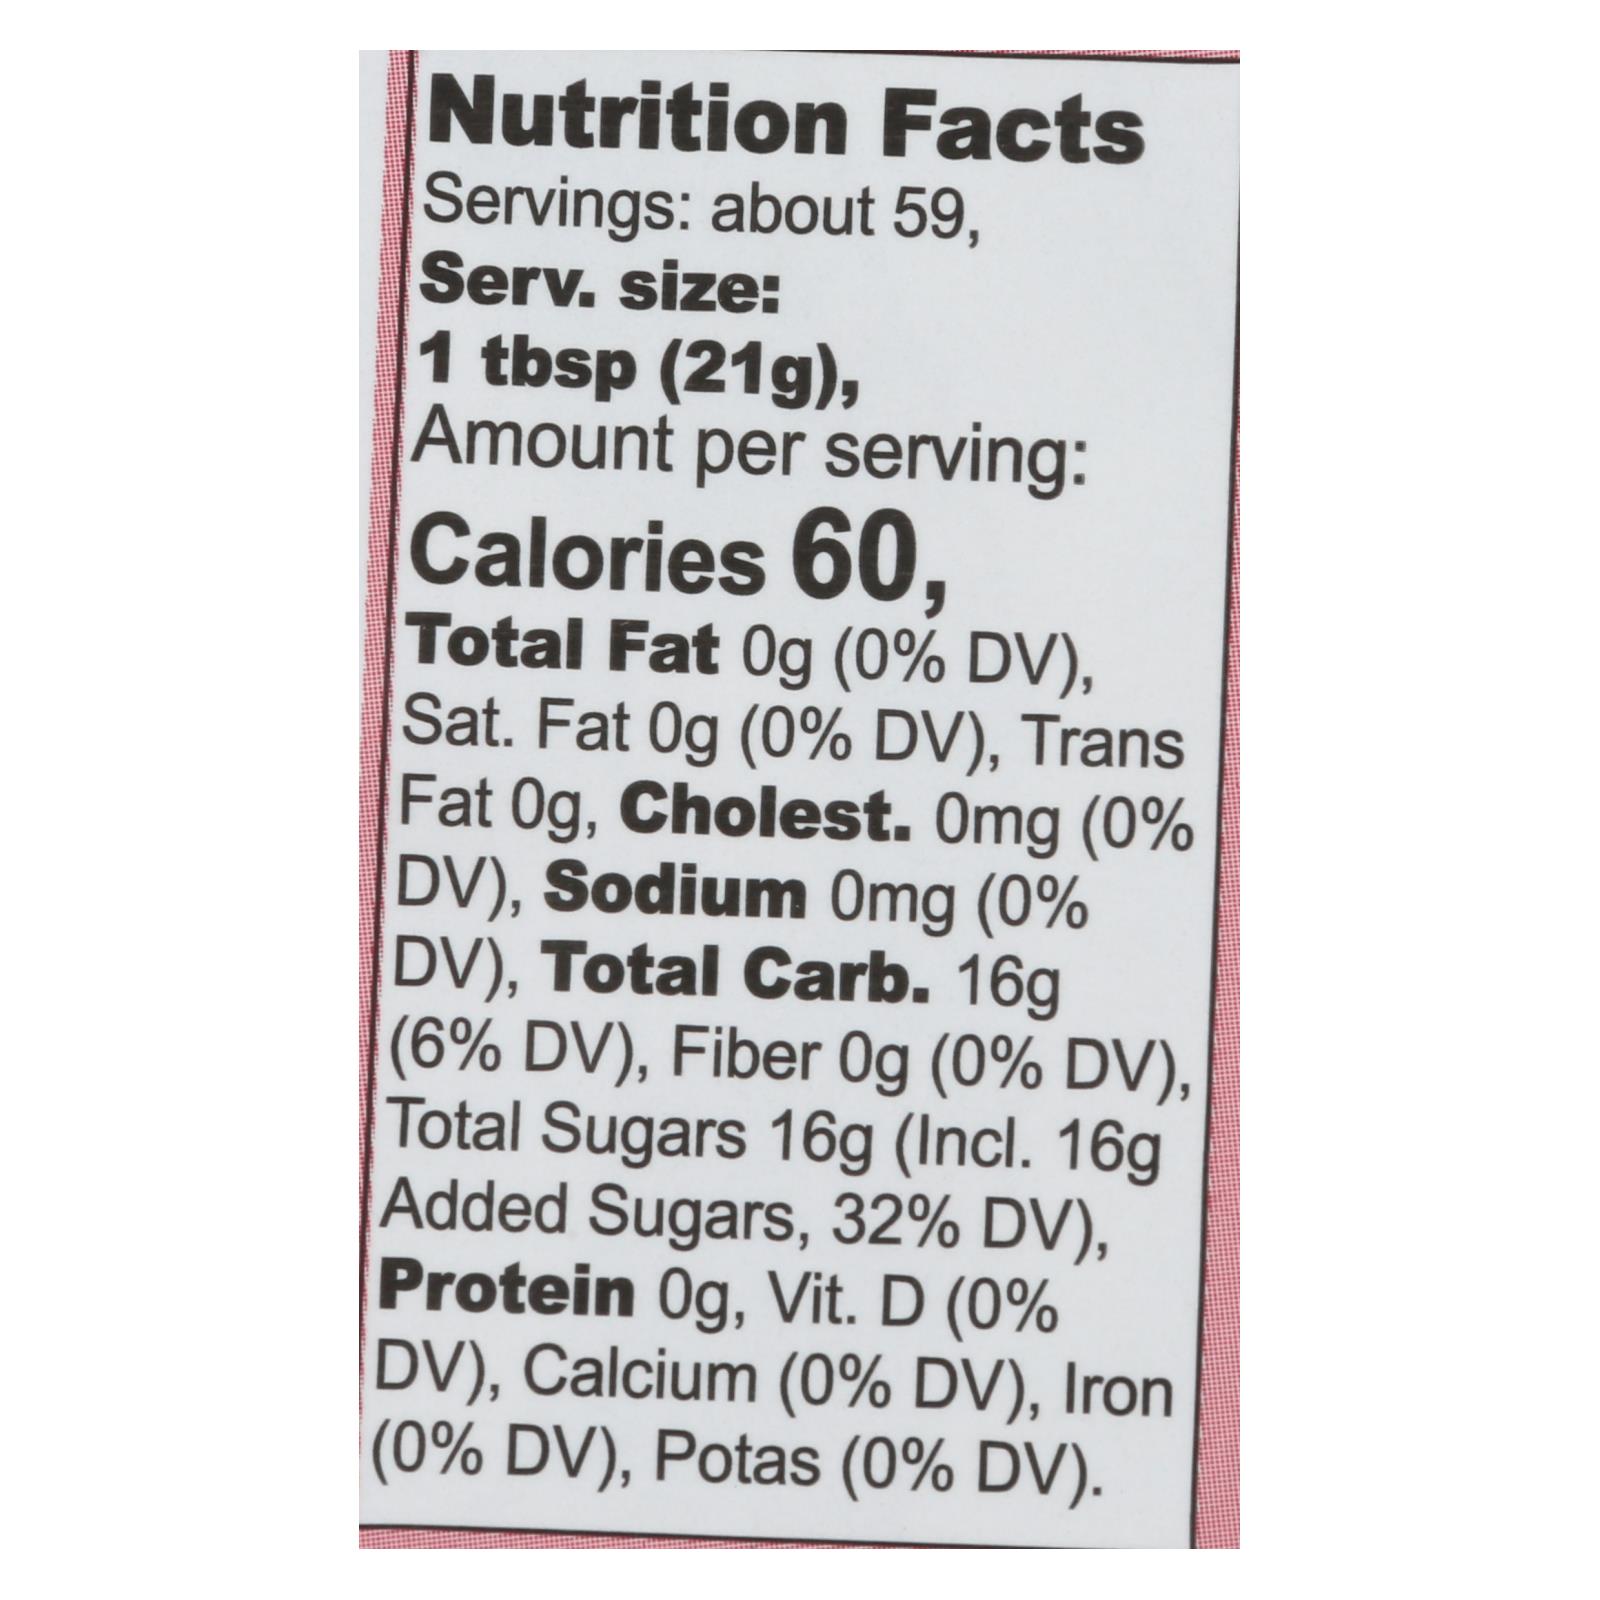 Nutrition Facts
Servings: about 59,
Serv. size:
1 tbsp (21g),
Amount per serving:
Calories 60,
Total Fat 0g (0% DV),
Sat. Fat 0g (0% DV), Trans
Fat 0g, Cholest. 0mg (0%
DV), Sodium 0mg (0%
DV), Total Carb. 16g
(6% DV), Fiber 0g (0% DV),
Total Sugars 16g (Incl. 16g
Added Sugars, 32% DV),
Protein 0g, Vit. D (0%
DV), Calcium (0% DV), Iron
(0% DV), Potas (0% DV).